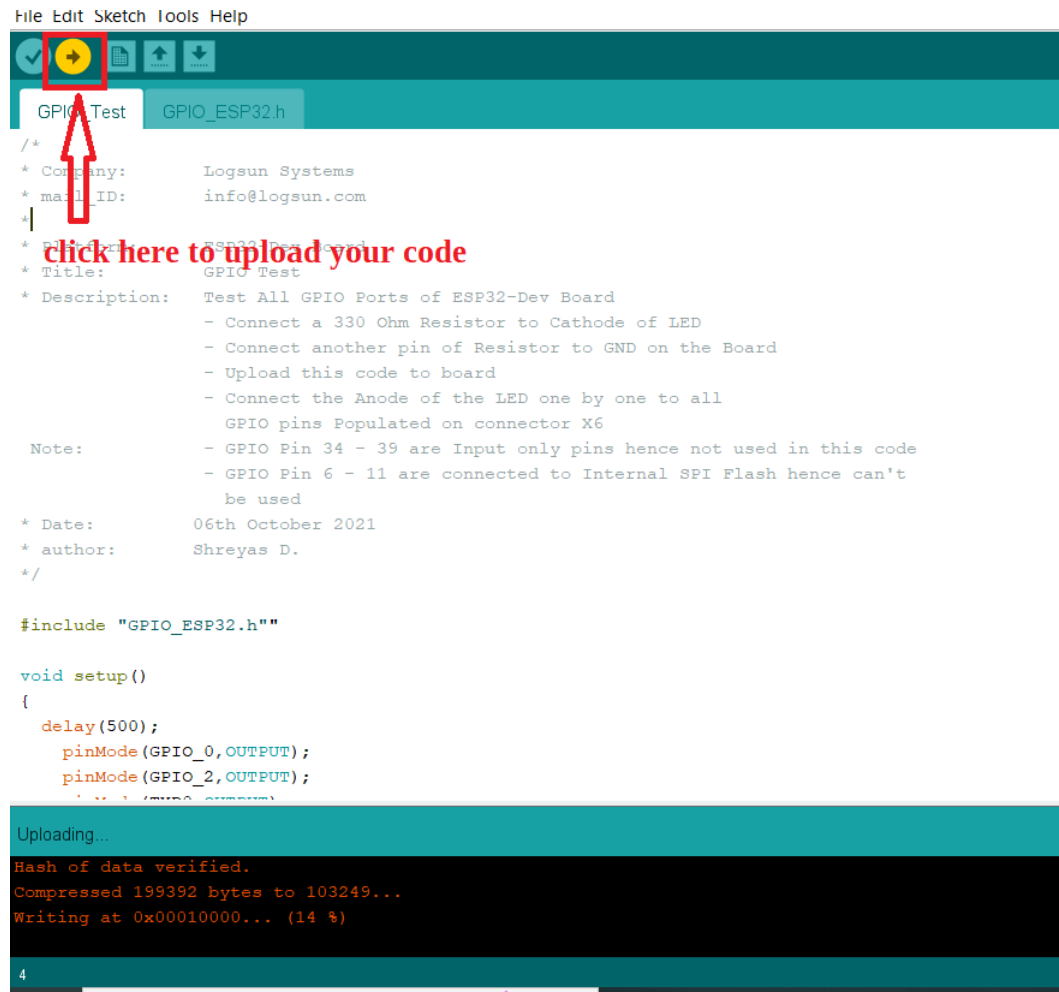 File Edit Sketch Tools Help
GPIO_Test GPIO_ESP32.h
/*
* Company: Logsun Systems
* mail_ID: info@logsun.com
*
* Platform: ESP32-Dev Board
click here to upload your code
* Title: GPIO Test
* Description: Test All GPIO Ports of ESP32-Dev Board
- Connect a 330 Ohm Resistor to Cathode of LED
- Connect another pin of Resistor to GND on the Board
- Upload this code to board
- Connect the Anode of the LED one by one to all
GPIO pins Populated on connector X6
Note: - GPIO Pin 34 - 39 are Input only pins hence not used in this code
- GPIO Pin 6 - 11 are connected to Internal SPI Flash hence can't
be used
* Date: 06th October 2021
* author: Shreyas D.
*/
#include "GPIO_ESP32.h""
void setup()
{
delay(500);
pinMode(GPIO_0,OUTPUT);
pinMode(GPIO_2,OUTPUT);
Uploading...
Hash of data verified.
Compressed 199392 bytes to 103249...
Writing at 0x00010000... (14 %)
4